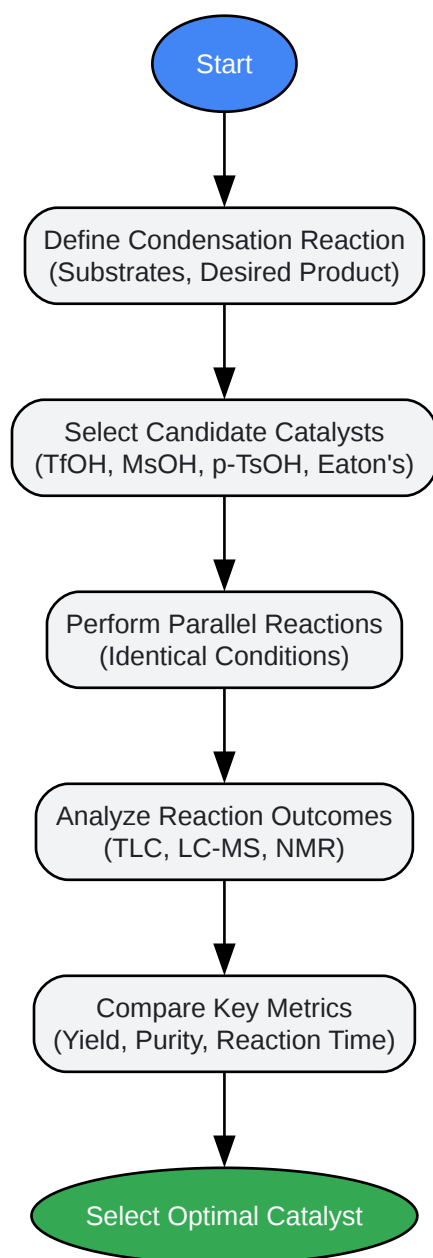 Start
Define Condensation Reaction
(Substrates, Desired Product)
Select Candidate Catalysts
(TfOH, MsOH, p-TsOH, Eaton's)
Perform Parallel Reactions
(Identical Conditions)
Analyze Reaction Outcomes
(TLC, LC-MS, NMR)
Compare Key Metrics
(Yield, Purity, Reaction Time)
Select Optimal Catalyst